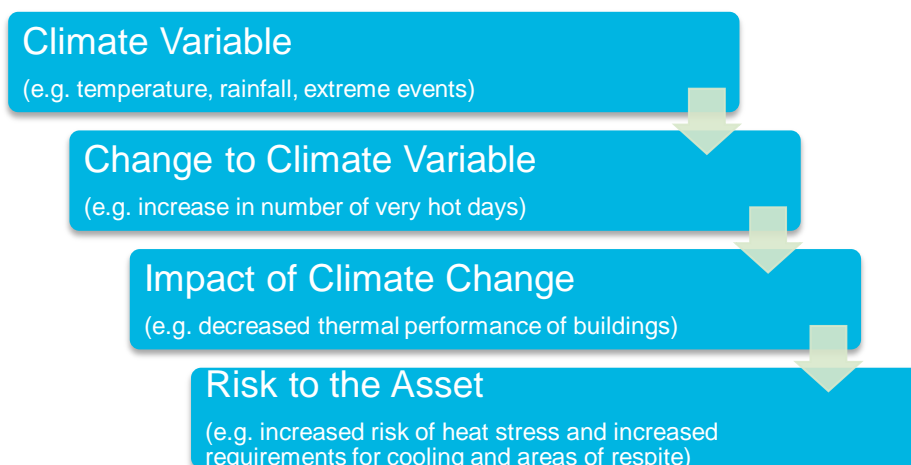 Climate Variable
(e.g. temperature, rainfall, extreme events)
Change to Climate Variable
(e.g. increase in number of very hot days)
Impact of Climate Change
(e.g. decreased thermal performance of buildings)
Risk to the Asset
(e.g. increased risk of heat stress and increased
requirements for cooling and areas of respite)